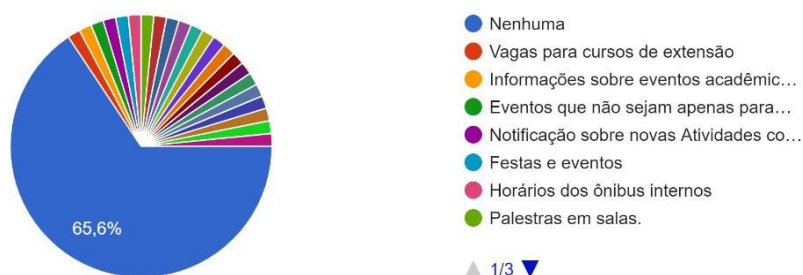 Nenhuma
Vagas para cursos de extensão
Informações sobre eventos acadêmic...
Eventos que não sejam apenas para...
Notificação sobre novas Atividades co...
Festas e eventos
Horários dos ônibus internos
Palestras em salas.
65,6%
1/3